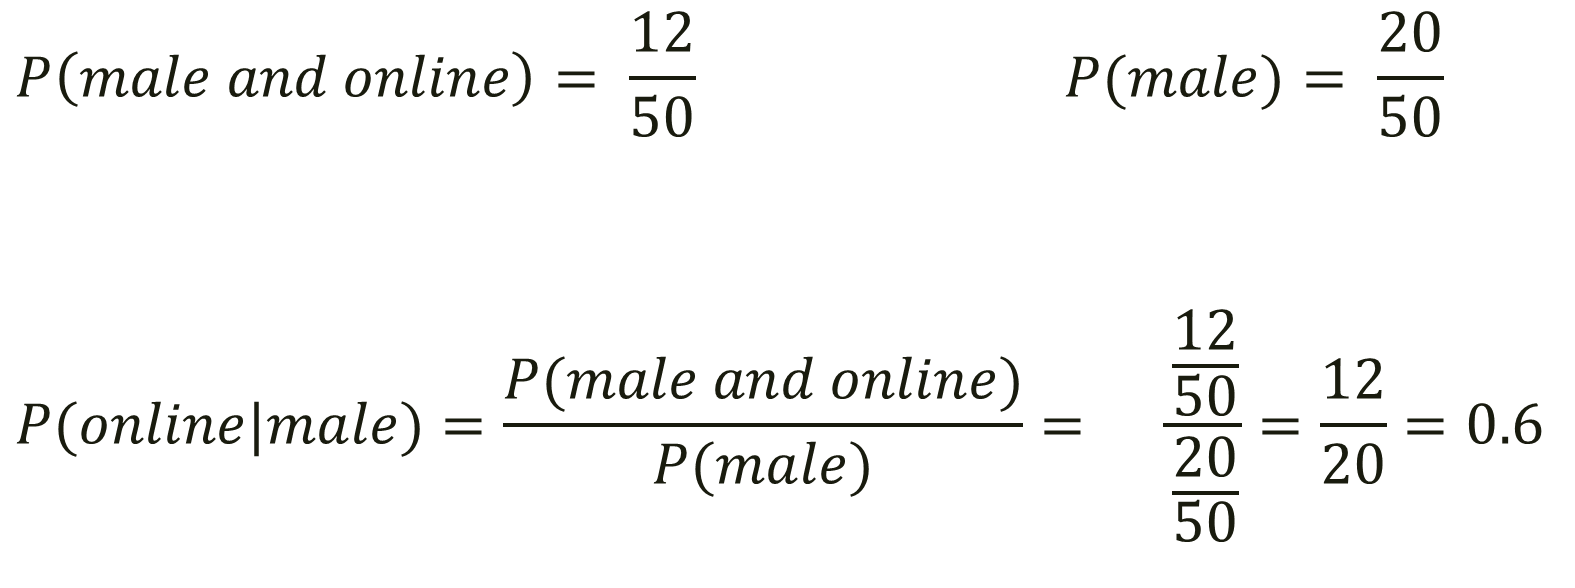 P(male and online) = 12/50
P(male) = 20/50
P(online|male) = P(male and online)/P(male) = (12/50)/(20/50) = 12/20 = 0.6